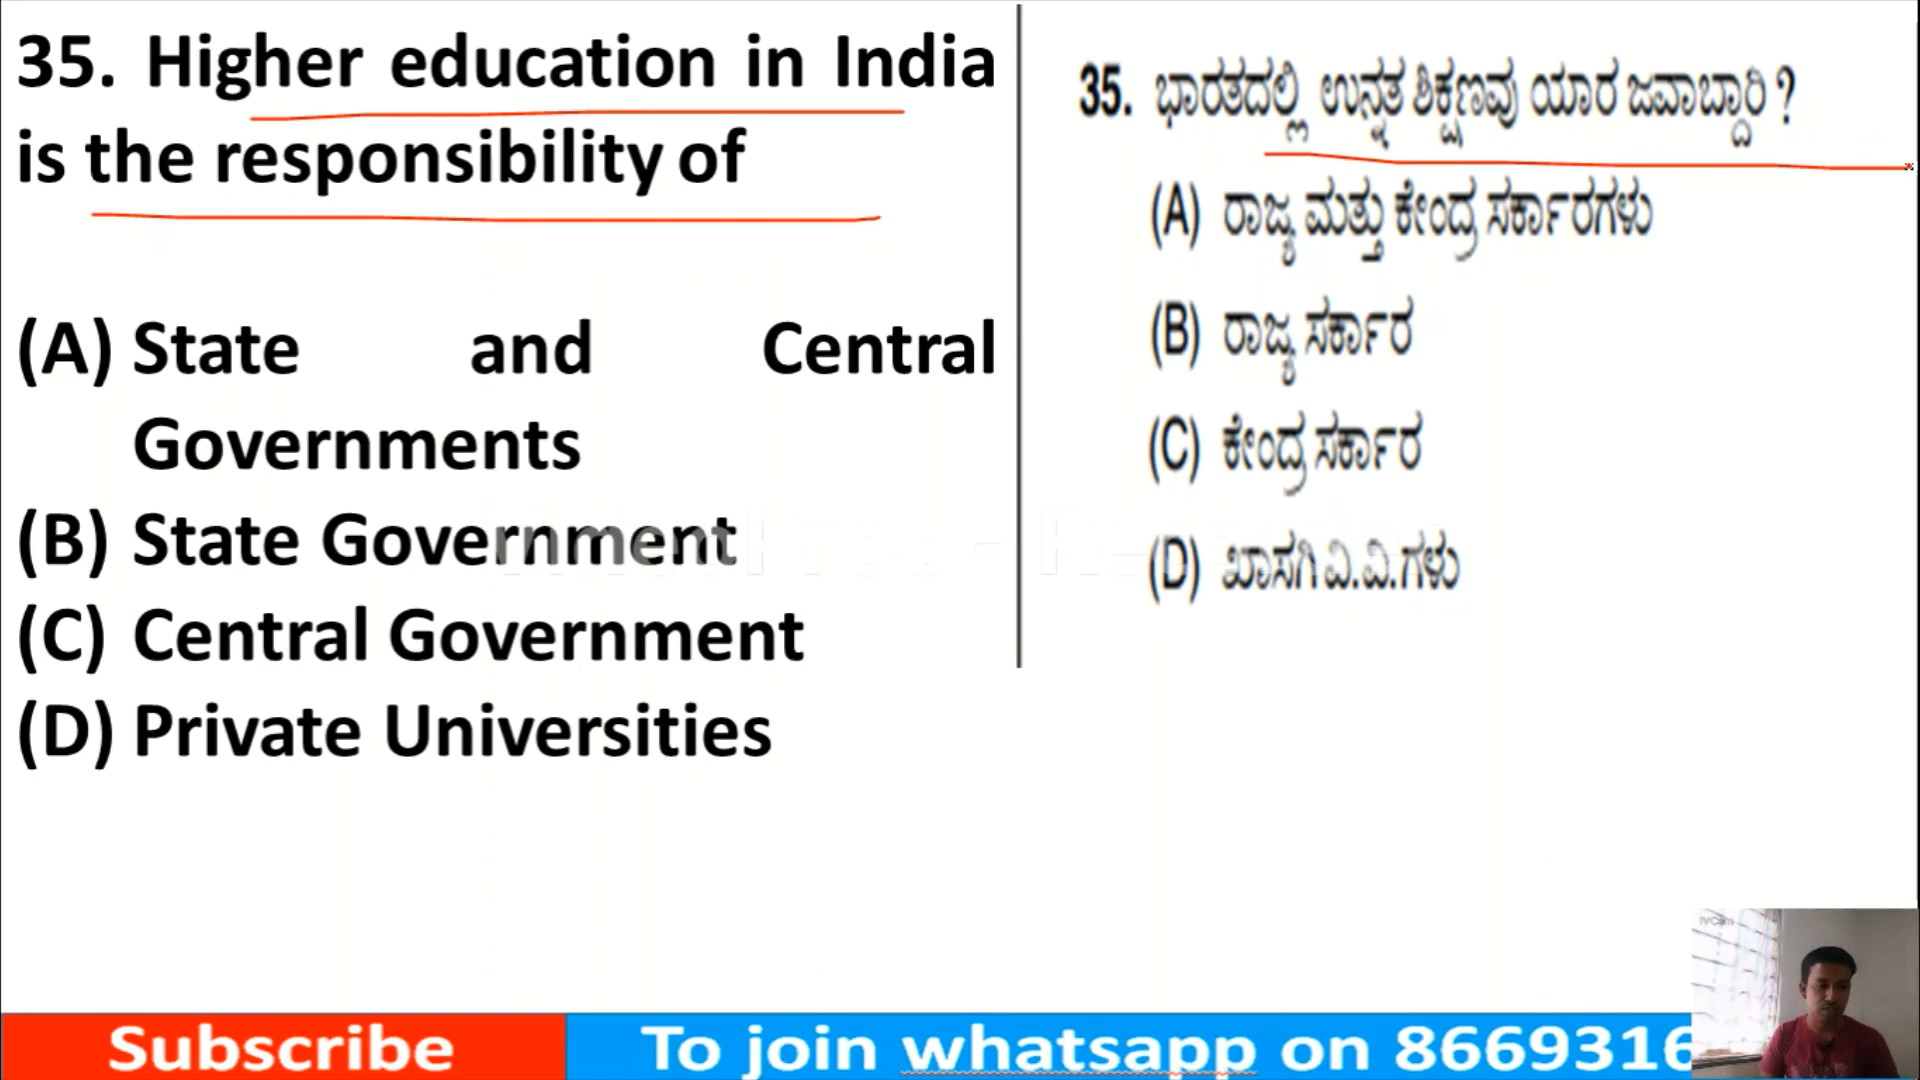 35. Higher education in India
is the responsibility of
(A) State and Central
Governments
(B) State Government
(C) Central Government
(D) Private Universities
35. ಭಾರತದಲ್ಲಿ ಉನ್ನತ ಶಿಕ್ಷಣವು ಯಾರ ಜವಾಬ್ದಾರಿ ?
(A) ರಾಜ್ಯ ಮತ್ತು ಕೇಂದ್ರ ಸರ್ಕಾರಗಳು
(B) ರಾಜ್ಯ ಸರ್ಕಾರ
(C) ಕೇಂದ್ರ ಸರ್ಕಾರ
(D) ಖಾಸಗಿ ವಿ.ವಿ.ಗಳು
Subscribe
To join whatsapp on 8669316